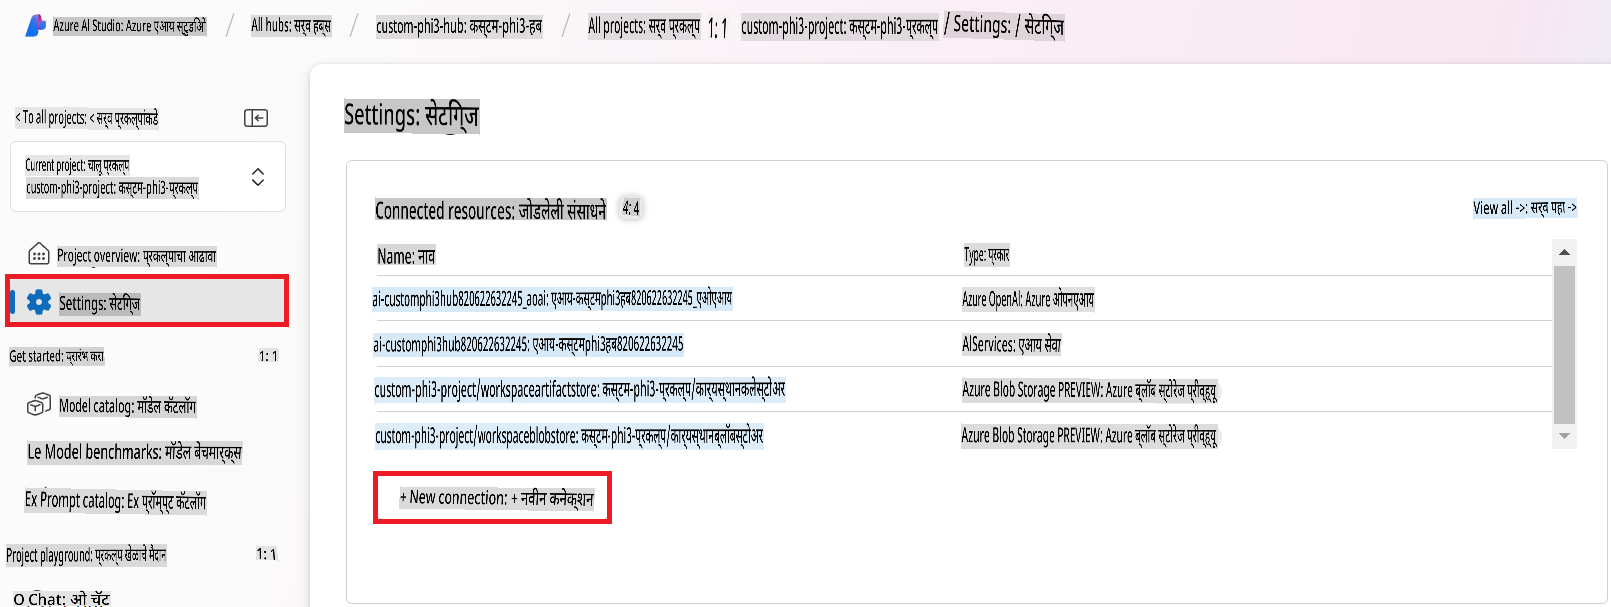 Azure AI Studio: Azure एआय स्टुडिओ / All hubs: सर्व हब्स / custom-phi3-hub: कस्टम-phi3-हब / All projects: सर्व प्रकल्प 1: 1 custom-phi3-project: कस्टम-phi3-प्रकल्प / Settings: / सेटिंग्ज
< To all projects: < सर्व प्रकल्पांकडे
Current project: चालू प्रकल्प
custom-phi3-project: कस्टम-phi3-प्रकल्प
Project overview: प्रकल्पाचा आढावा
Settings: सेटिंग्ज
Get started: प्रारंभ करा 1: 1
Model catalog: मॉडेल कॅटलॉग
Le Model benchmarks: मॉडेल बेंचमार्क्स
Ex Prompt catalog: Ex प्रॉम्प्ट कॅटलॉग
Project playground: प्रकल्प खेळाचे मैदान 1: 1
O Chat: ओ चॅट
Settings: सेटिंग्ज
Connected resources: जोडलेली संसाधने 4: 4
View all ->: सर्व पहा ->
Name: नाव Type: प्रकार
ai-customphi3hub820622632245_aoai: एआय-कस्टमphi3हब820622632245_एओएआय Azure OpenAI: Azure ओपनएआय
ai-customphi3hub820622632245: एआय-कस्टमphi3हब820622632245 AIServices: एआय सेवा
custom-phi3-project/workspaceartifactstore: कस्टम-phi3-प्रकल्प/कार्यस्थानकलेस्टोअर Azure Blob Storage PREVIEW: Azure ब्लॉब स्टोरेज प्रीव्ह्यू
custom-phi3-project/workspaceblobstore: कस्टम-phi3-प्रकल्प/कार्यस्थानब्लॉबस्टोअर Azure Blob Storage PREVIEW: Azure ब्लॉब स्टोरेज प्रीव्ह्यू
+ New connection: + नवीन कनेक्शन